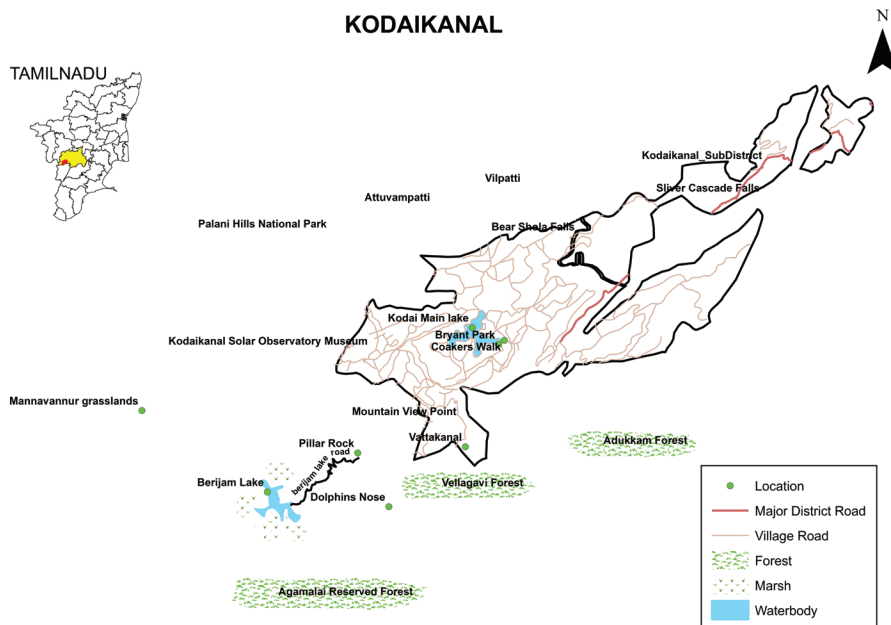 KODAIKANAL
N
TAMILNADU
Kodaikanal_SubDistrict
Vilpatti
Sliver Cascade Falls
Attuvampatti
Palani Hills National Park
Bear Shela Falls
Kodai Main lake
Bryant Park
Kodaikanal Solar Observatory Museum
Coakers Walk
Mannavannur grasslands
Mountain View Point
Vattakanal
Adukkam Forest
Pillar Rock
berijam lake road
Berijam Lake
Vellagavi Forest
Dolphins Nose
Agamalai Reserved Forest
Location
Major District Road
Village Road
Forest
Marsh
Waterbody